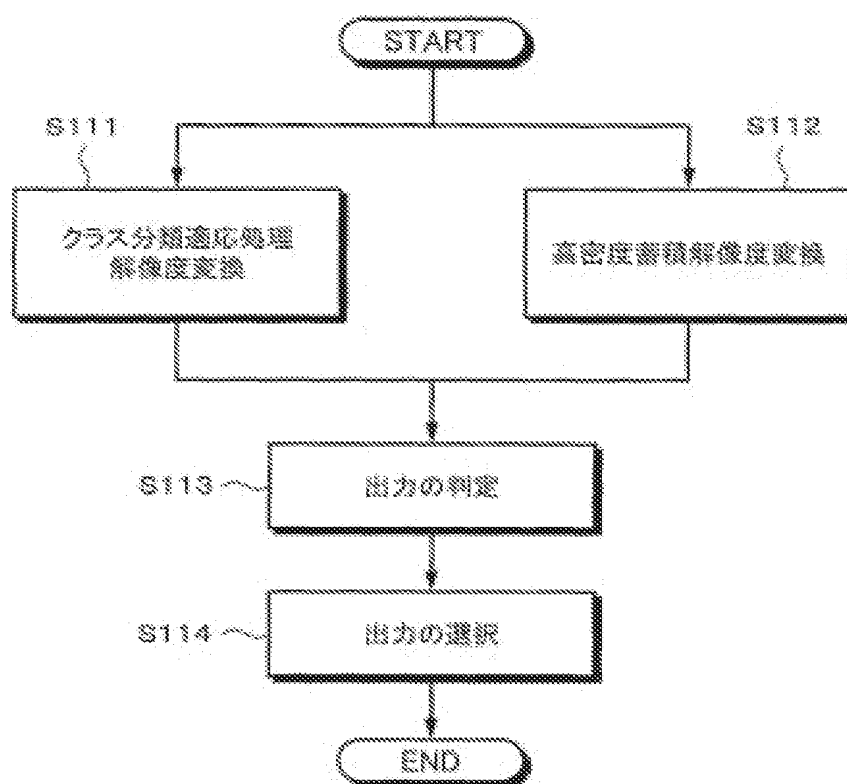 START
S111
S112
クラス分類適応処理
解像度変換
高密度蓄積解像度変換
S113
出力の判定
S114
出力の選択
END